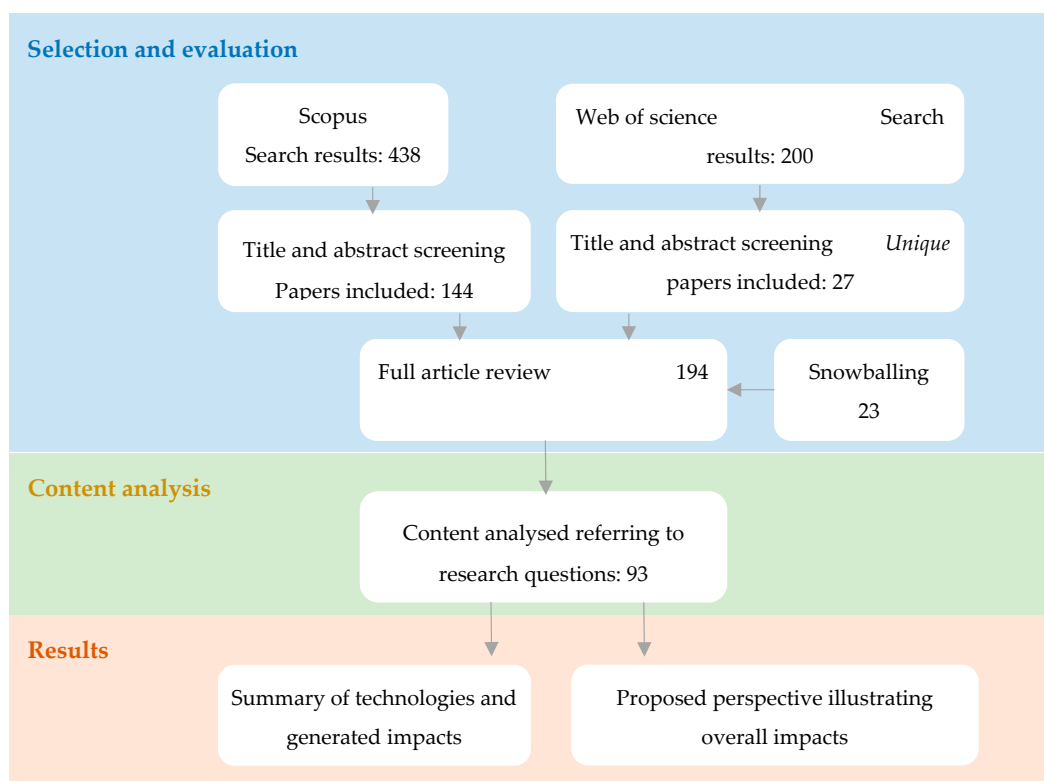 Selection and evaluation
Scopus
Search results: 438
Web of science Search
results: 200
Title and abstract screening
Papers included: 144
Title and abstract screening Unique
papers included: 27
Full article review 194
Snowballing
23
Content analysis
Content analysed referring to
research questions: 93
Results
Summary of technologies and
generated impacts
Proposed perspective illustrating
overall impacts